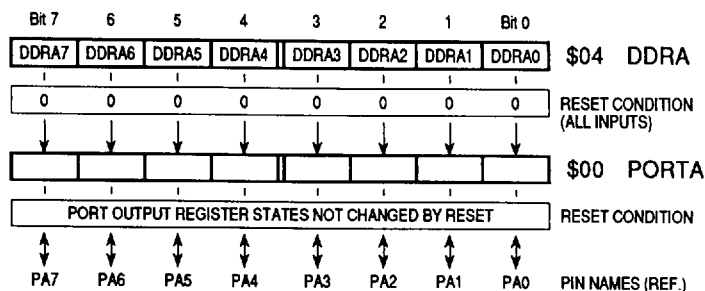 Bit 7 6 5 4 3 2 1 Bit 0
DDRA7 DDRA6 DDRA5 DDRA4 DDRA3 DDRA2 DDRA1 DDRA0 $04 DDRA
0 0 0 0 0 0 0 0 RESET CONDITION
(ALL INPUTS)
$00 PORTA
PORT OUTPUT REGISTER STATES NOT CHANGED BY RESET RESET CONDITION
PA7 PA6 PA5 PA4 PA3 PA2 PA1 PA0 PIN NAMES (REF.)